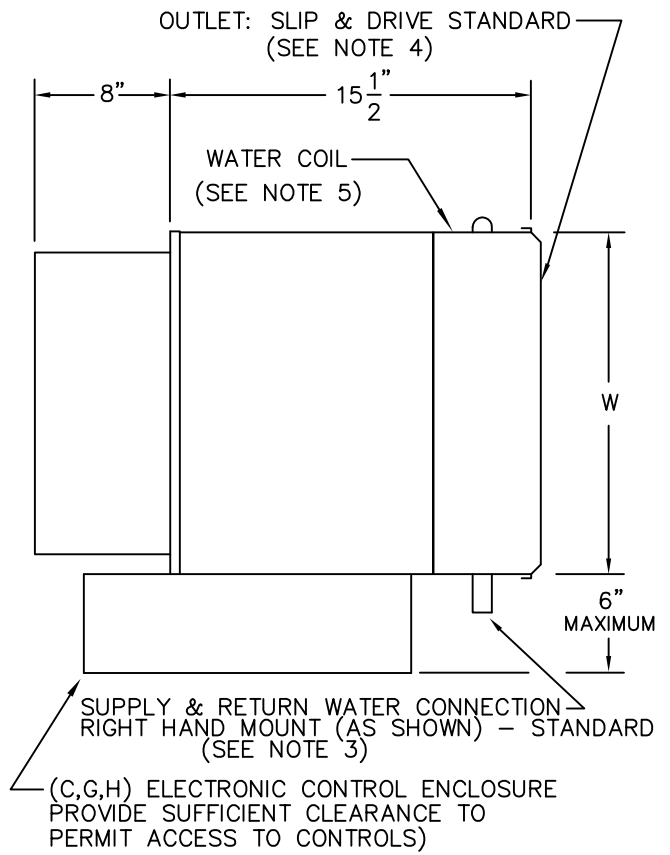 OUTLET: SLIP & DRIVE STANDARD
(SEE NOTE 4)
8"
15 1/2"
WATER COIL
(SEE NOTE 5)
W
6"
MAXIMUM
SUPPLY & RETURN WATER CONNECTION
RIGHT HAND MOUNT (AS SHOWN) – STANDARD
(SEE NOTE 3)
(C,G,H) ELECTRONIC CONTROL ENCLOSURE
PROVIDE SUFFICIENT CLEARANCE TO
PERMIT ACCESS TO CONTROLS)